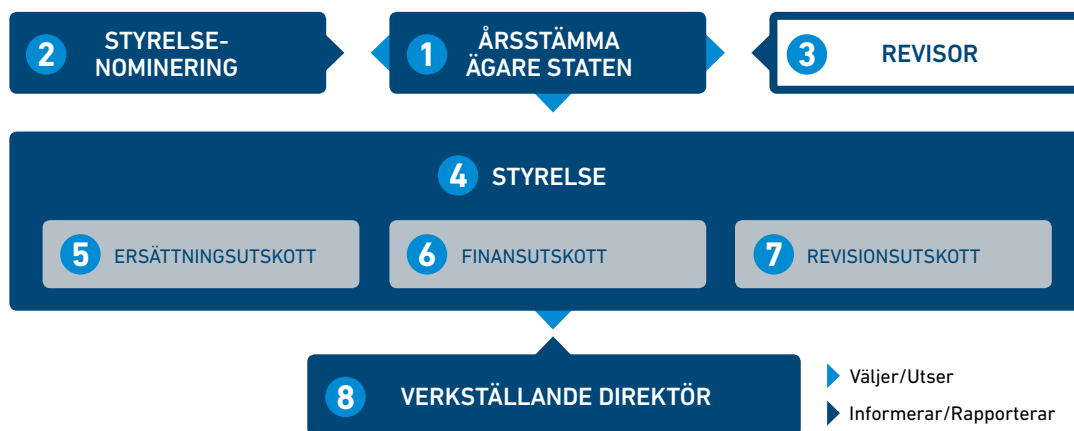 2
STYRELSE-
NOMINERING
1
ÅRSSTÄMMA
ÄGARE STATEN
3
REVISOR
4
STYRELSE
5
ERSÄTTNINGSUTSKOTT
6
FINANSUTSKOTT
7
REVISIONSUTSKOTT
8
VERKSTÄLLANDE DIREKTÖR
Väljer/Utser
Informerar/Rapporterar